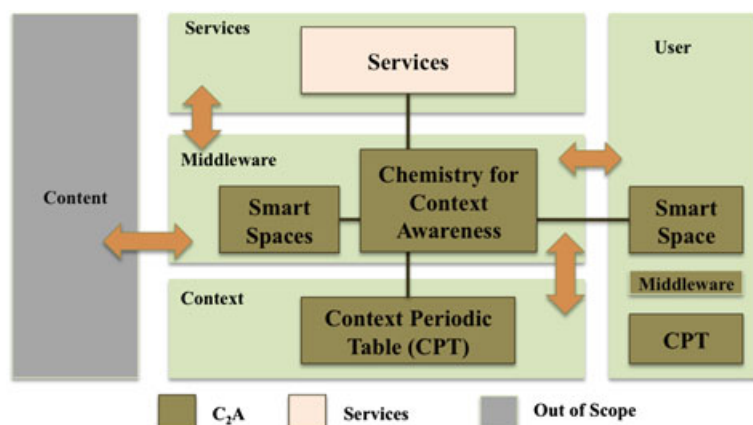 Services
Services
User
Content
Middleware
Chemistry for
Context
Awareness
Smart
Spaces
Smart
Space
Middleware
Context
Context Periodic
Table (CPT)
CPT
C₂A
Services
Out of Scope